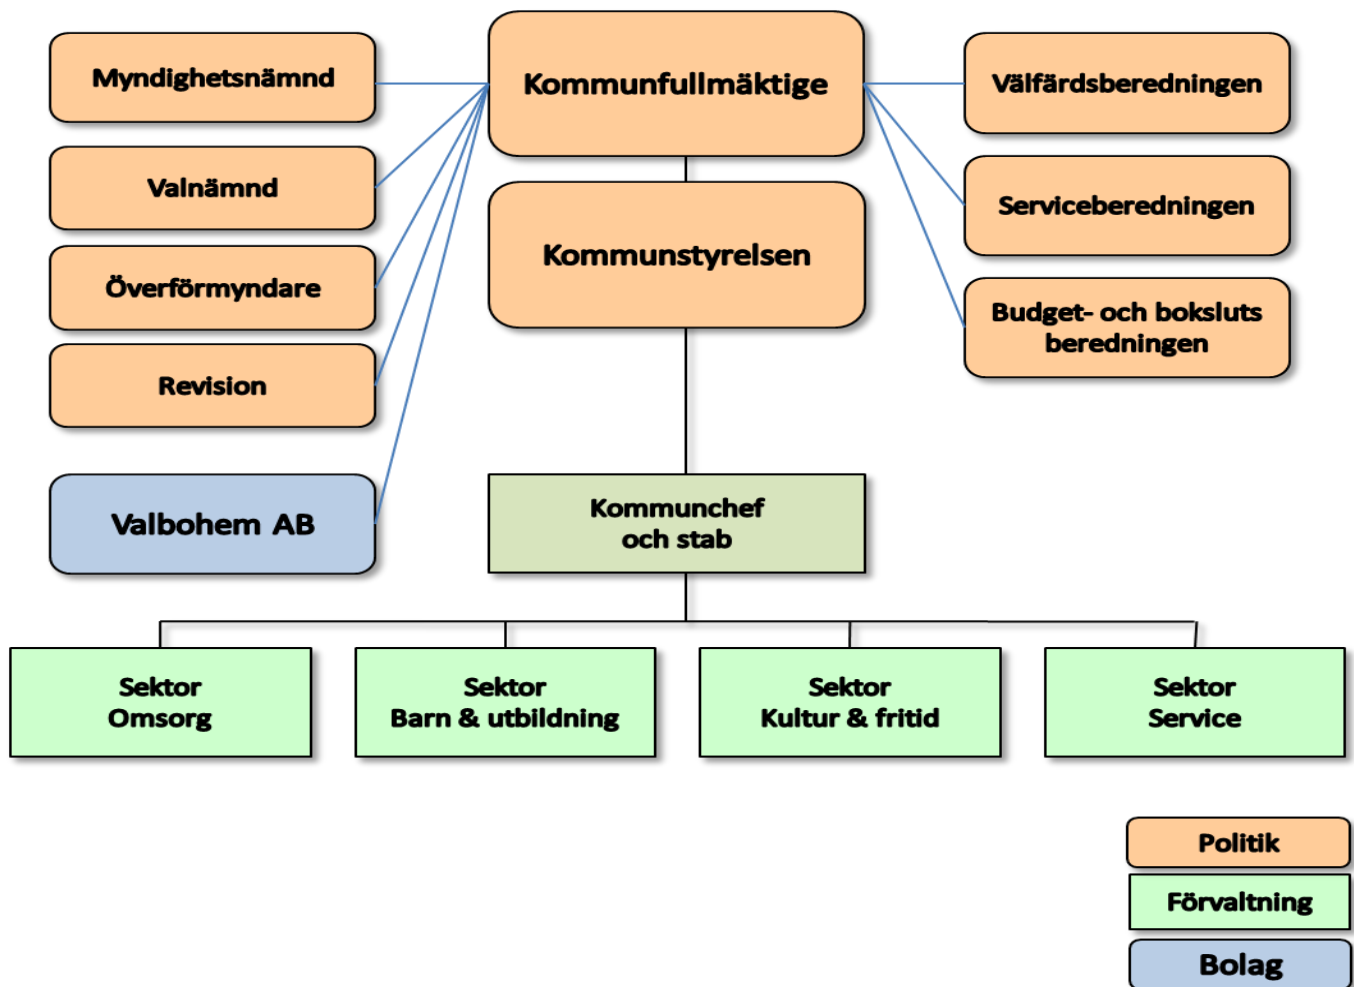 Myndighetsnämnd
Kommunfullmäktige
Välfärdsberedningen
Valnämnd
Serviceberedningen
Kommunstyrelsen
Överförmyndare
Budget- och boksluts
beredningen
Revision
Valbohem AB
Kommunchef
och stab
Sektor
Omsorg
Sektor
Barn & utbildning
Sektor
Kultur & fritid
Sektor
Service
Politik
Förvaltning
Bolag